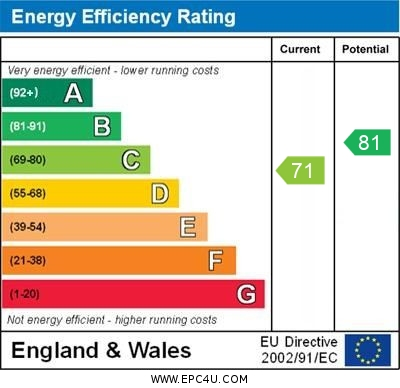 Energy Efficiency Rating
Current Potential
Very energy efficient - lower running costs
(92+) A
(81-91) B
(69-80) C
(55-68) D
(39-54) E
(21-38) F
(1-20) G
71
81
Not energy efficient - higher running costs
England & Wales
EU Directive
2002/91/EC
WWW.EPC4U.COM